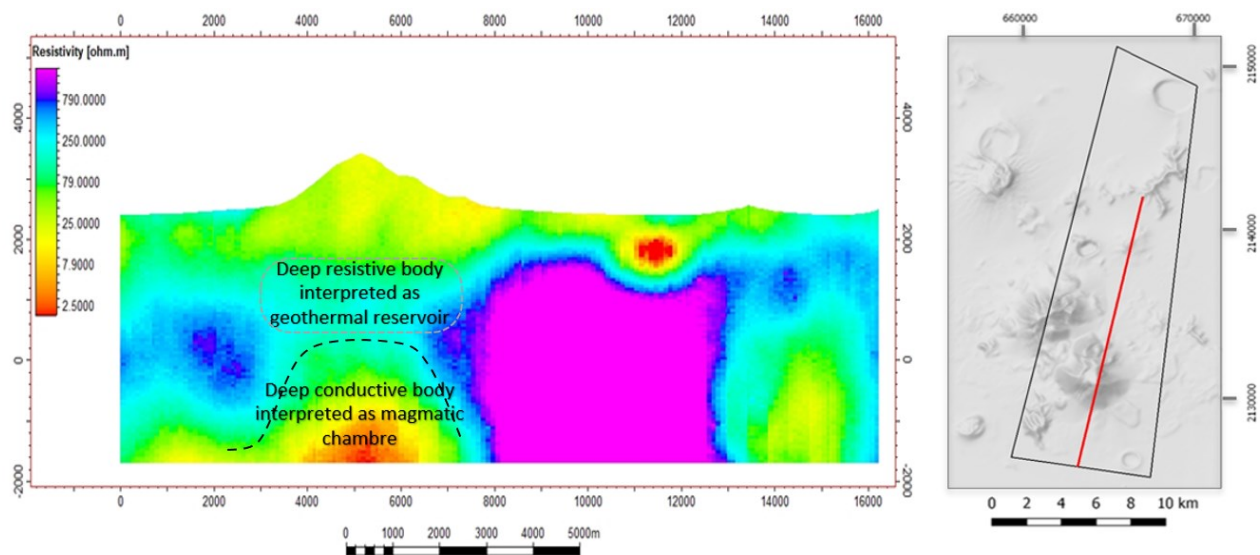 0 2000 4000 6000 8000 10000 12000 14000 16000
660000 670000
Resistivity [ohm.m]
790.0000
250.0000
79.0000
25.0000
7.9000
2.5000
4000
2000
0
-2000
4000
2000
0
-2000
Deep resistive body
interpreted as
geothermal reservoir
Deep conductive body
interpreted as magmatic
chambre
2150000
2140000
2130000
0 2000 4000 6000 8000 10000 12000 14000 16000
0 1000 2000 3000 4000 5000m
0 2 4 6 8 10 km